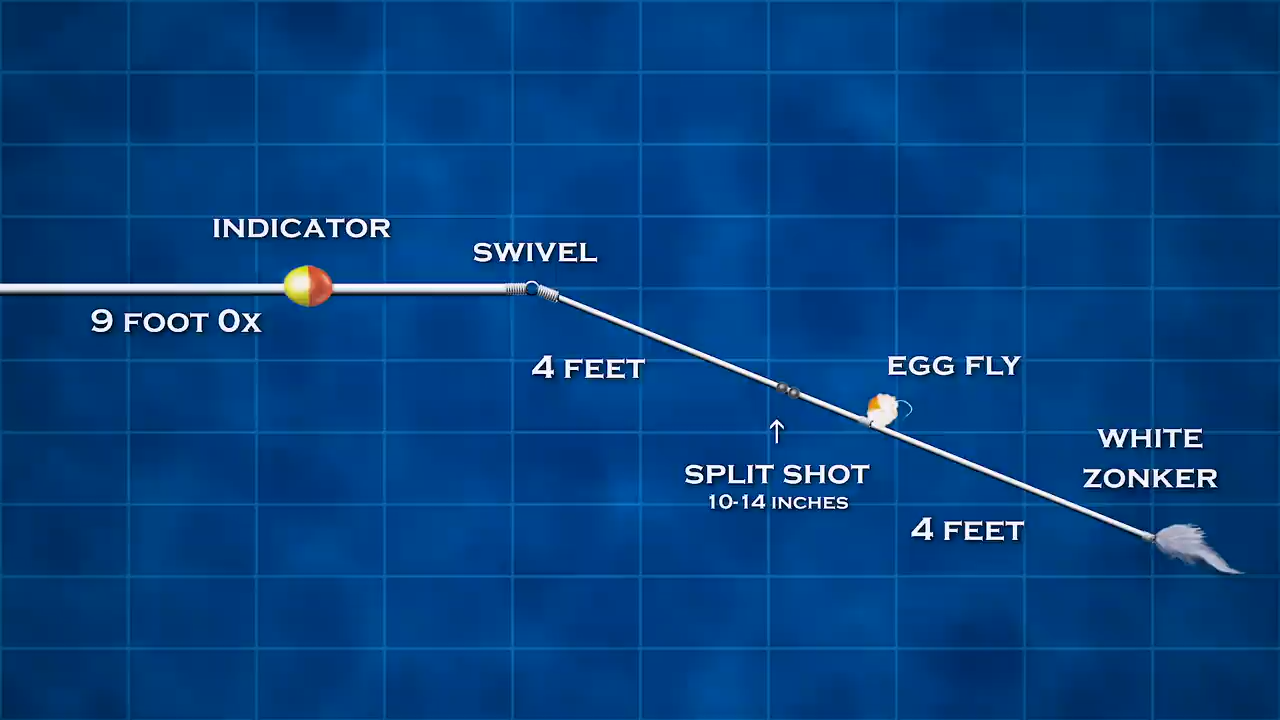 INDICATOR
SWIVEL
9 FOOT 0X
4 FEET
EGG FLY
SPLIT SHOT
10-14 INCHES
WHITE
ZONKER
4 FEET